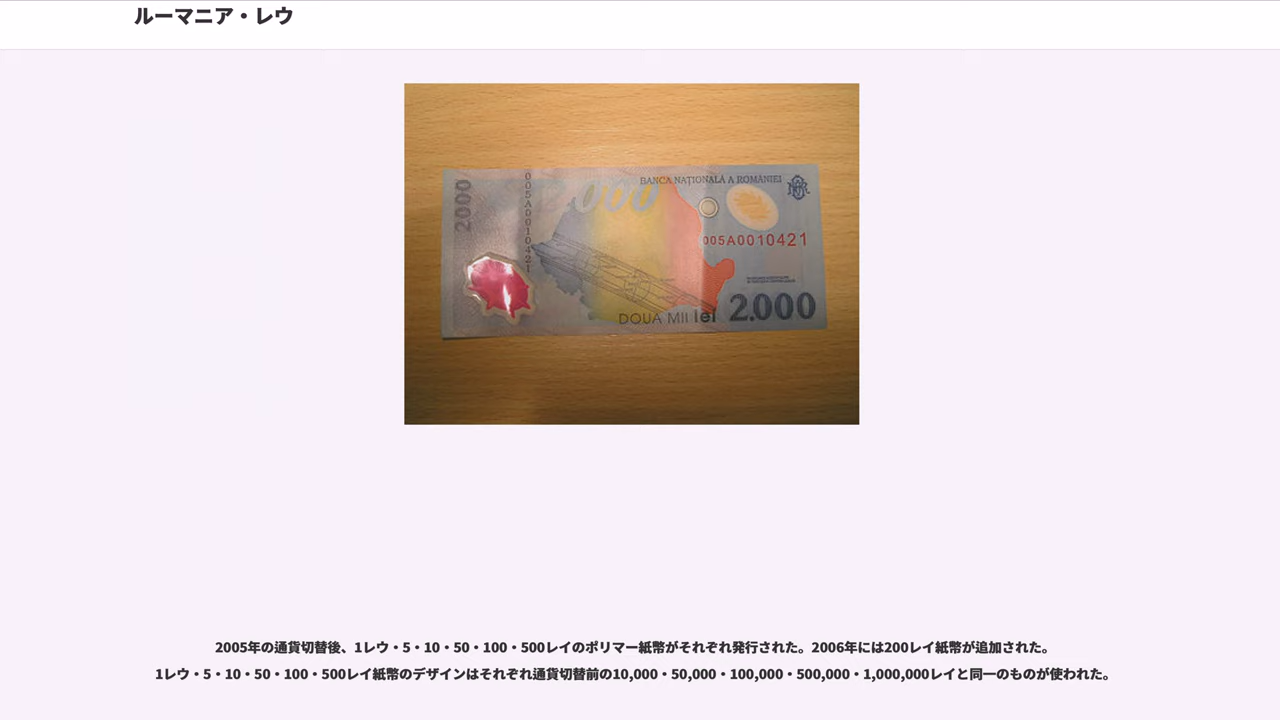 ルーマニア・レウ
2000
005A0010421
2.000
BANCA NAȚIONALĂ A ROMÂNIEI
005A0010421
DOUA MII lei 2.000
2005年の通貨切替後、1レウ・5・10・50・100・500レイのポリマー紙幣がそれぞれ発行された。2006年には200レイ紙幣が追加された。
1レウ・5・10・50・100・500レイ紙幣のデザインはそれぞれ通貨切替前の10,000・50,000・100,000・500,000・1,000,000レイと同一のものが使われた。